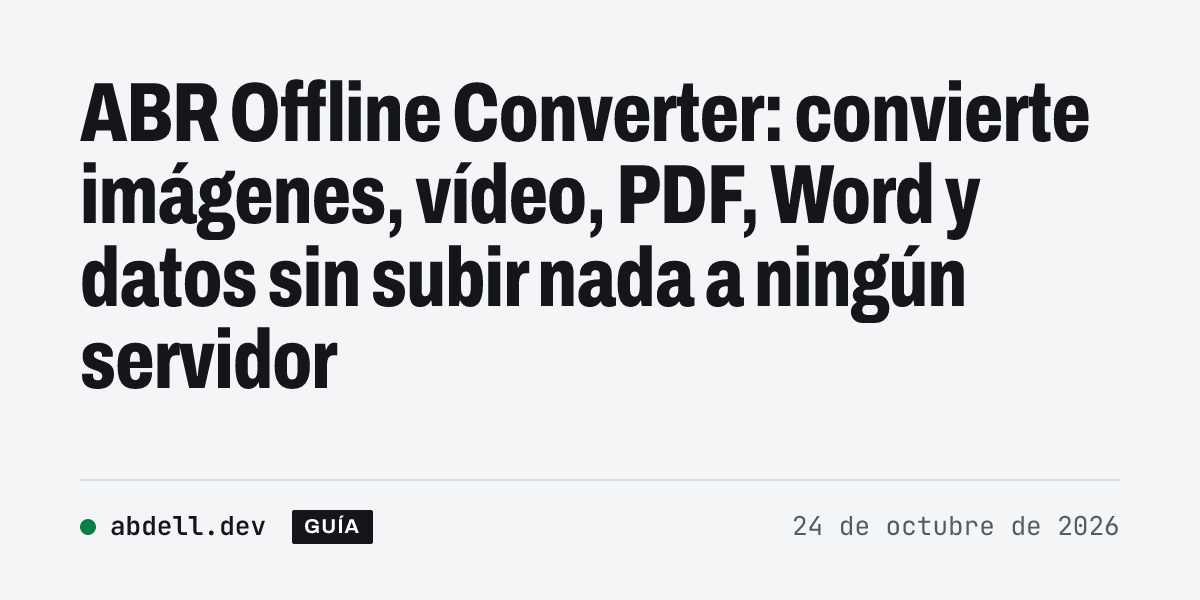 ABR Offline Converter: convierte
imágenes, vídeo, PDF, Word y
datos sin subir nada a ningún
servidor
abdell.dev
GUÍA
24 de octubre de 2026